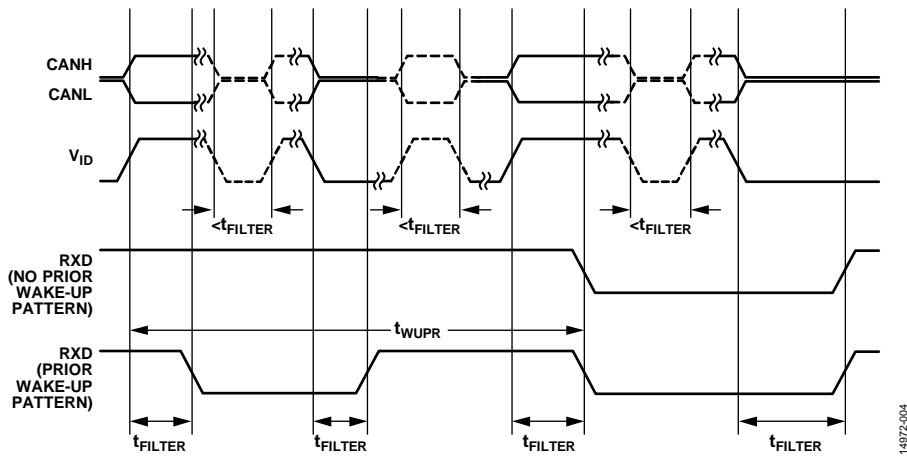 CANH
CANL
VID
<tFILTER
<tFILTER
<tFILTER
RXD
(NO PRIOR
WAKE-UP
PATTERN)
tWUPR
RXD
(PRIOR
WAKE-UP
PATTERN)
tFILTER
tFILTER
tFILTER
tFILTER
14972-004